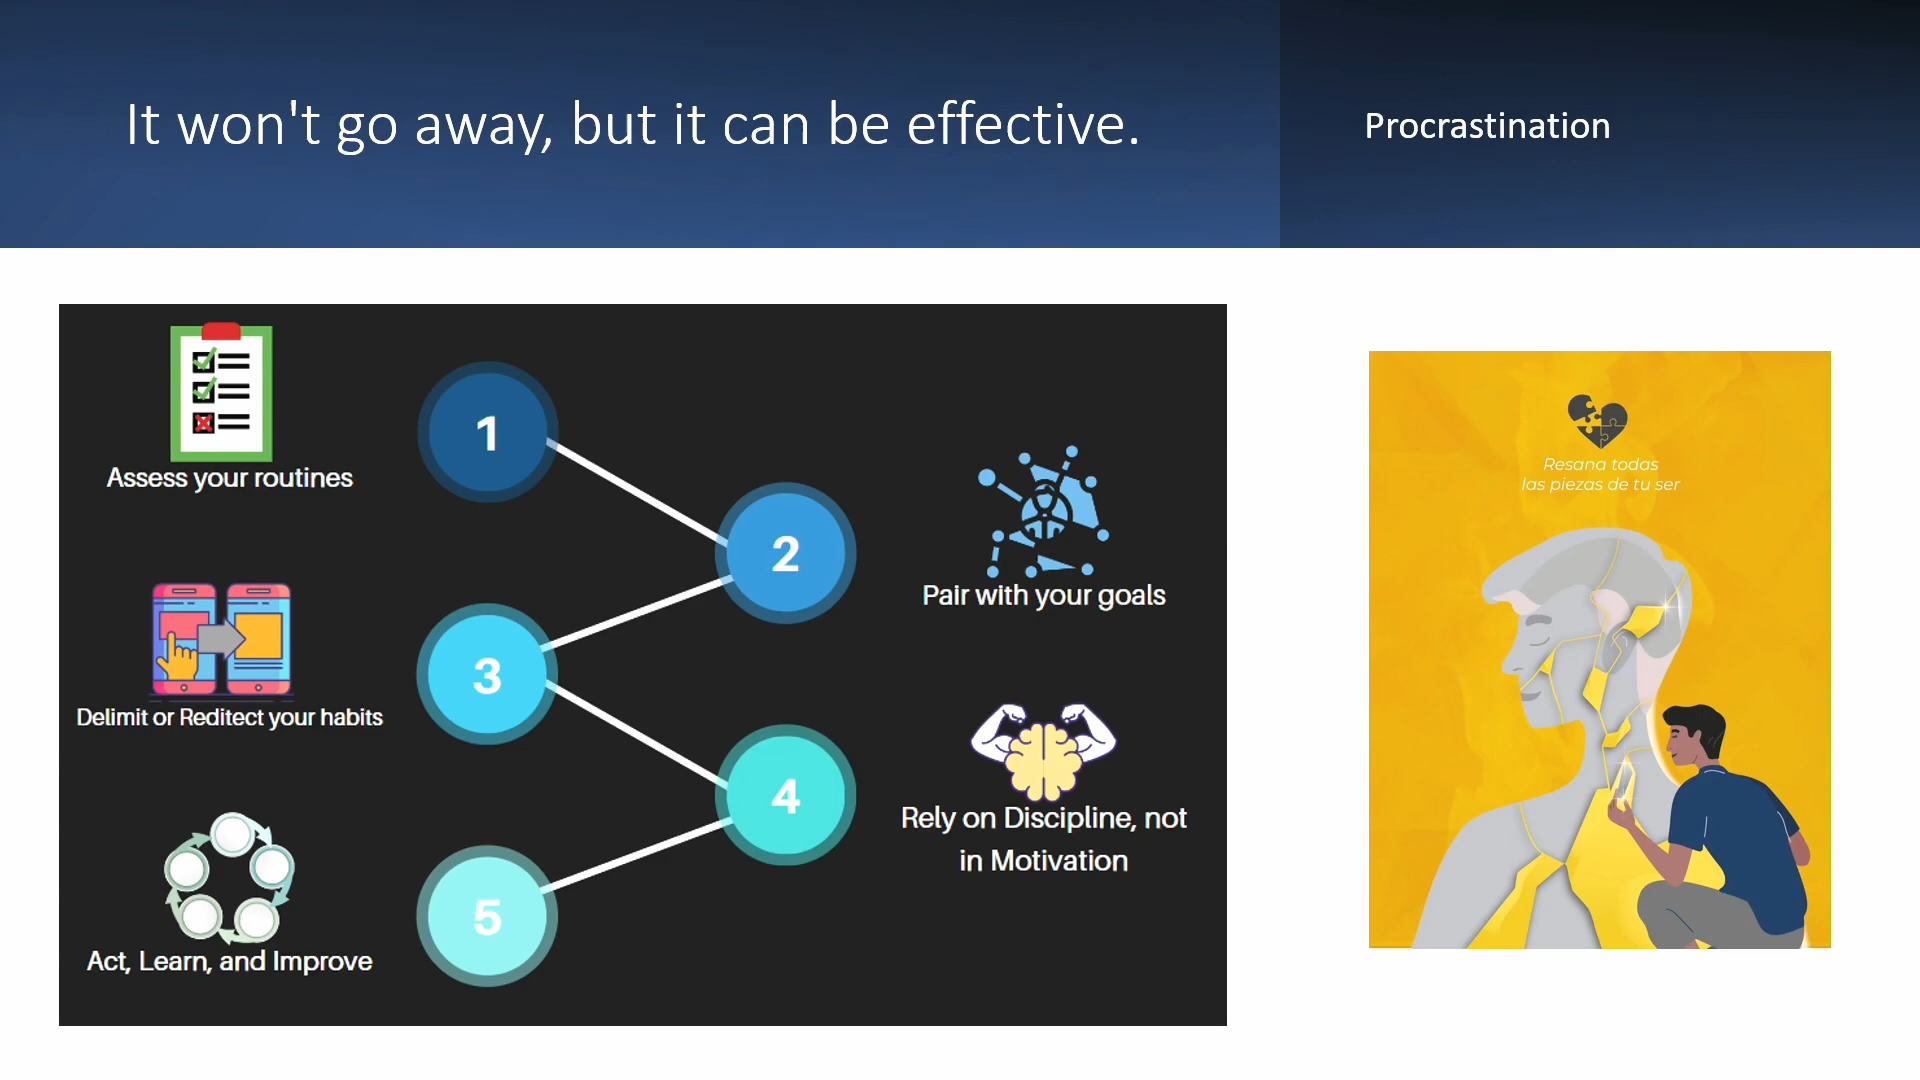 It won't go away, but it can be effective.
Procrastination
1
Assess your routines
2
Pair with your goals
3
Delimit or Reditect your habits
4
Rely on Discipline, not
in Motivation
5
Act, Learn, and Improve
Resana todas
las piezas de tu ser